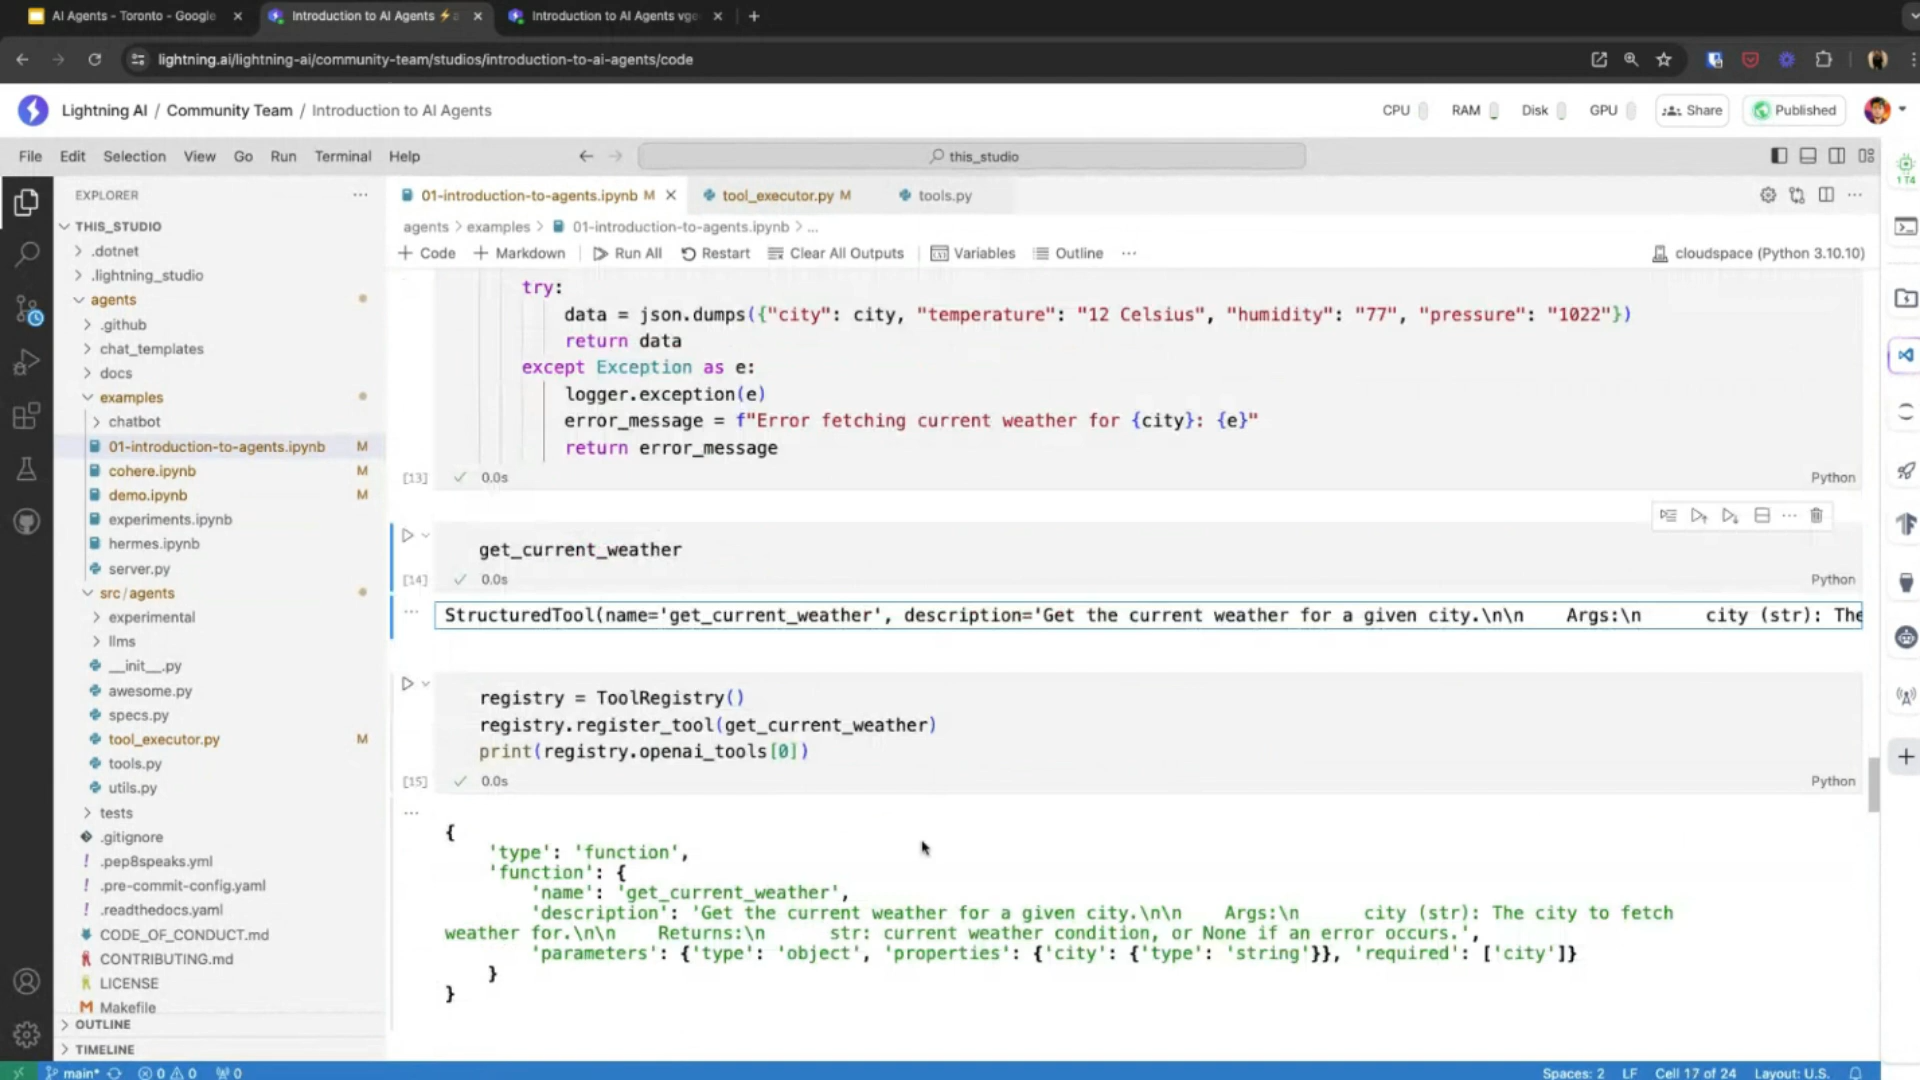 AI Agents - Toronto - Google
Introduction to AI Agents
Introduction to AI Agents vge
lightning.ai/lightning-ai/community-team/studios/introduction-to-ai-agents/code
Lightning AI / Community Team / Introduction to AI Agents
CPU
RAM
Disk
GPU
Share
Published
File Edit Selection View Go Run Terminal Help
this_studio
1 T4
EXPLORER
01-introduction-to-agents.ipynb M
tool_executor.py M
tools.py
agents > examples > 01-introduction-to-agents.ipynb > ...
+ Code + Markdown Run All Restart Clear All Outputs Variables Outline ...
cloudspace (Python 3.10.10)
THIS_STUDIO
.dotnet
.lightning_studio
agents
.github
chat_templates
docs
examples
chatbot
01-introduction-to-agents.ipynb M
cohere.ipynb M
demo.ipynb M
experiments.ipynb
hermes.ipynb
server.py
src/agents
experimental
llms
__init__.py
awesome.py
specs.py
tool_executor.py M
tools.py
utils.py
tests
.gitignore
.pep8speaks.yml
.pre-commit-config.yaml
.readthedocs.yaml
CODE_OF_CONDUCT.md
CONTRIBUTING.md
LICENSE
Makefile
OUTLINE
TIMELINE
try:
data = json.dumps({"city": city, "temperature": "12 Celsius", "humidity": "77", "pressure": "1022"})
return data
except Exception as e:
logger.exception(e)
error_message = f"Error fetching current weather for {city}: {e}"
return error_message
[13] 0.0s Python
get_current_weather
[14] 0.0s Python
StructuredTool(name='get_current_weather', description='Get the current weather for a given city.\n\n    Args:\n      city (str): The
registry = ToolRegistry()
registry.register_tool(get_current_weather)
print(registry.openai_tools[0])
[15] 0.0s Python
{
'type': 'function',
'function': {
'name': 'get_current_weather',
'description': 'Get the current weather for a given city.\n\n    Args:\n      city (str): The city to fetch
weather for.\n\n    Returns:\n      str: current weather condition, or None if an error occurs.',
'parameters': {'type': 'object', 'properties': {'city': {'type': 'string'}}, 'required': ['city']}
}
}
main* 0 0 0
Spaces: 2 LF Cell 17 of 24 Layout: U.S.